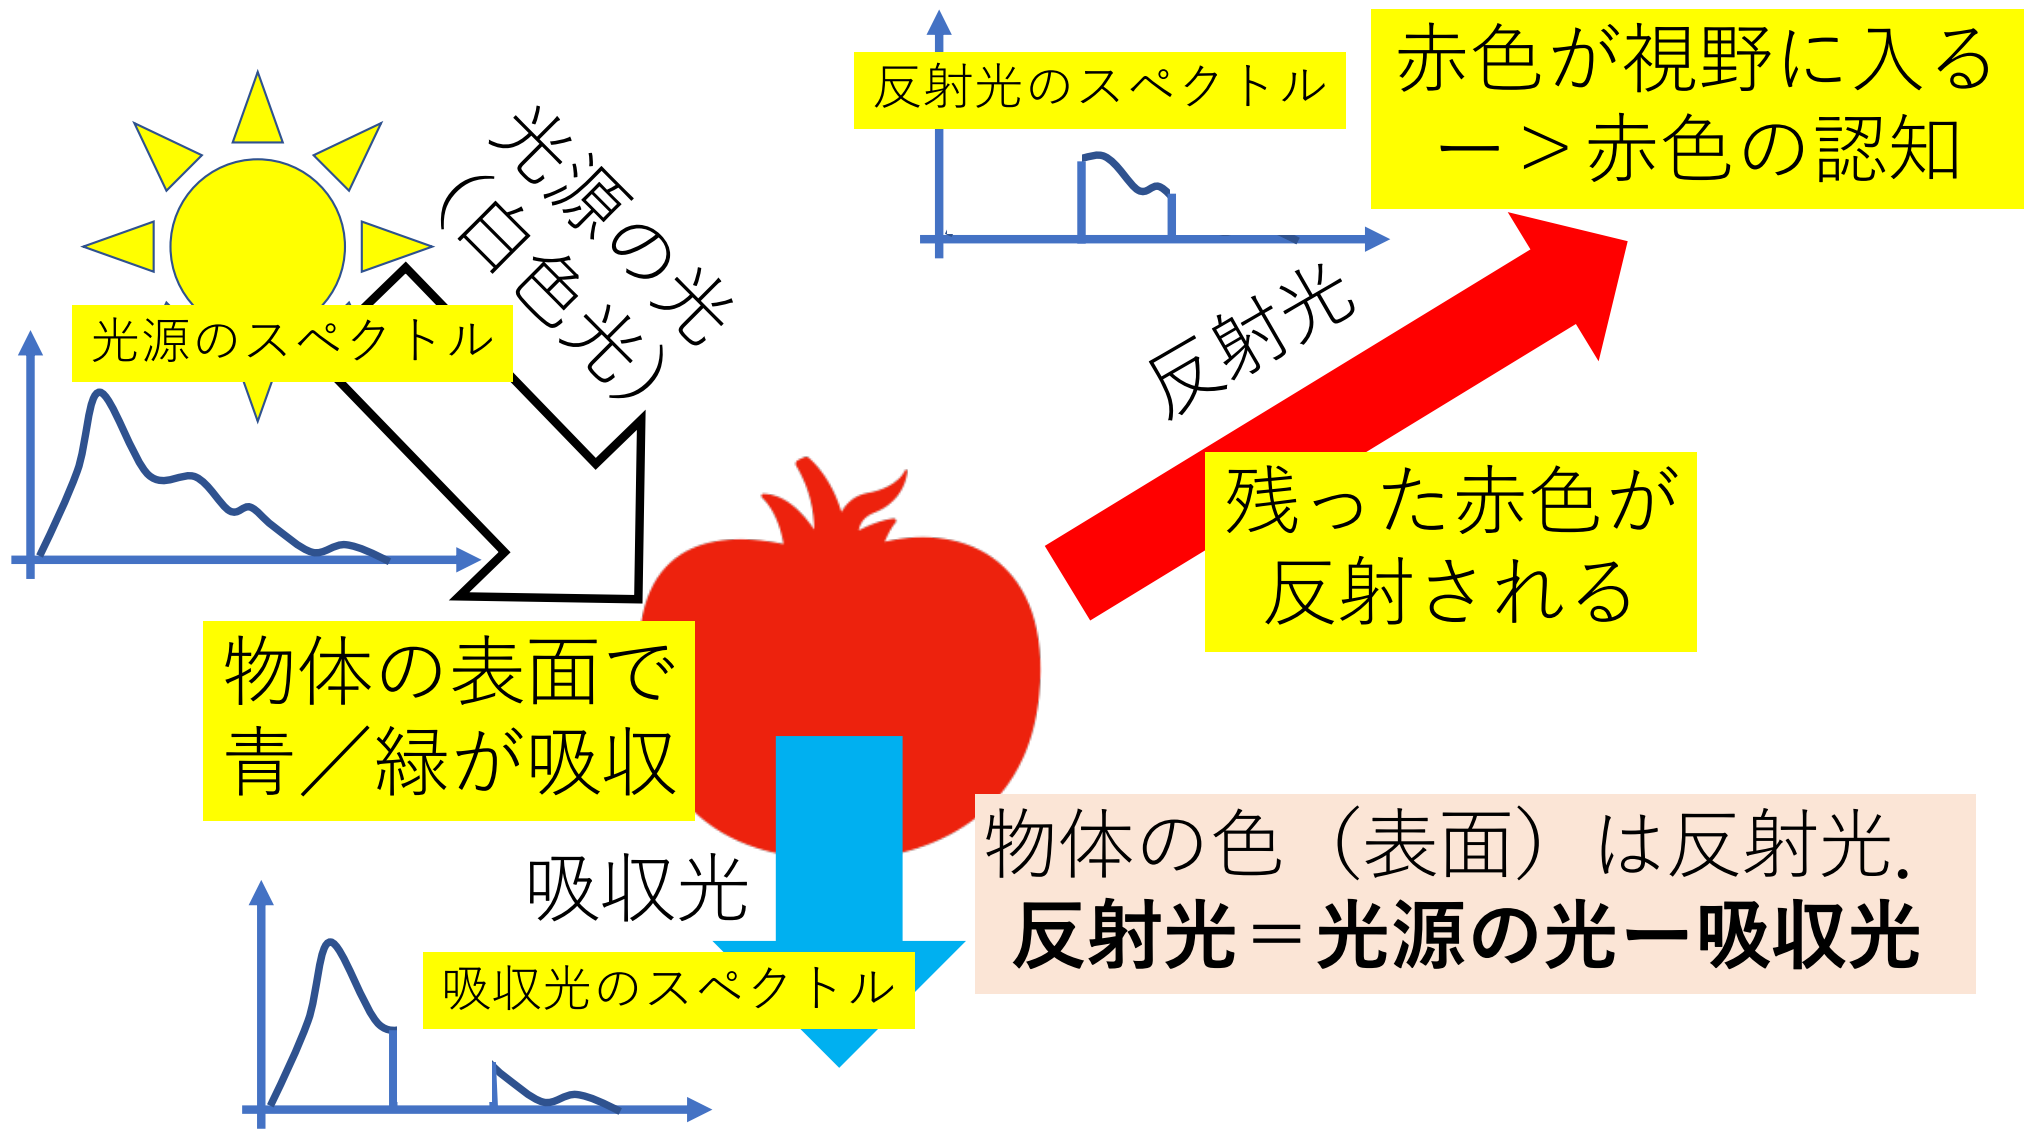 光源の光
（白色光）
光源のスペクトル
反射光のスペクトル
赤色が視野に入る
ー＞赤色の認知
反射光
残った赤色が
反射される
物体の表面で
青／緑が吸収
吸収光
吸収光のスペクトル
物体の色（表面）は反射光．
反射光＝光源の光ー吸収光